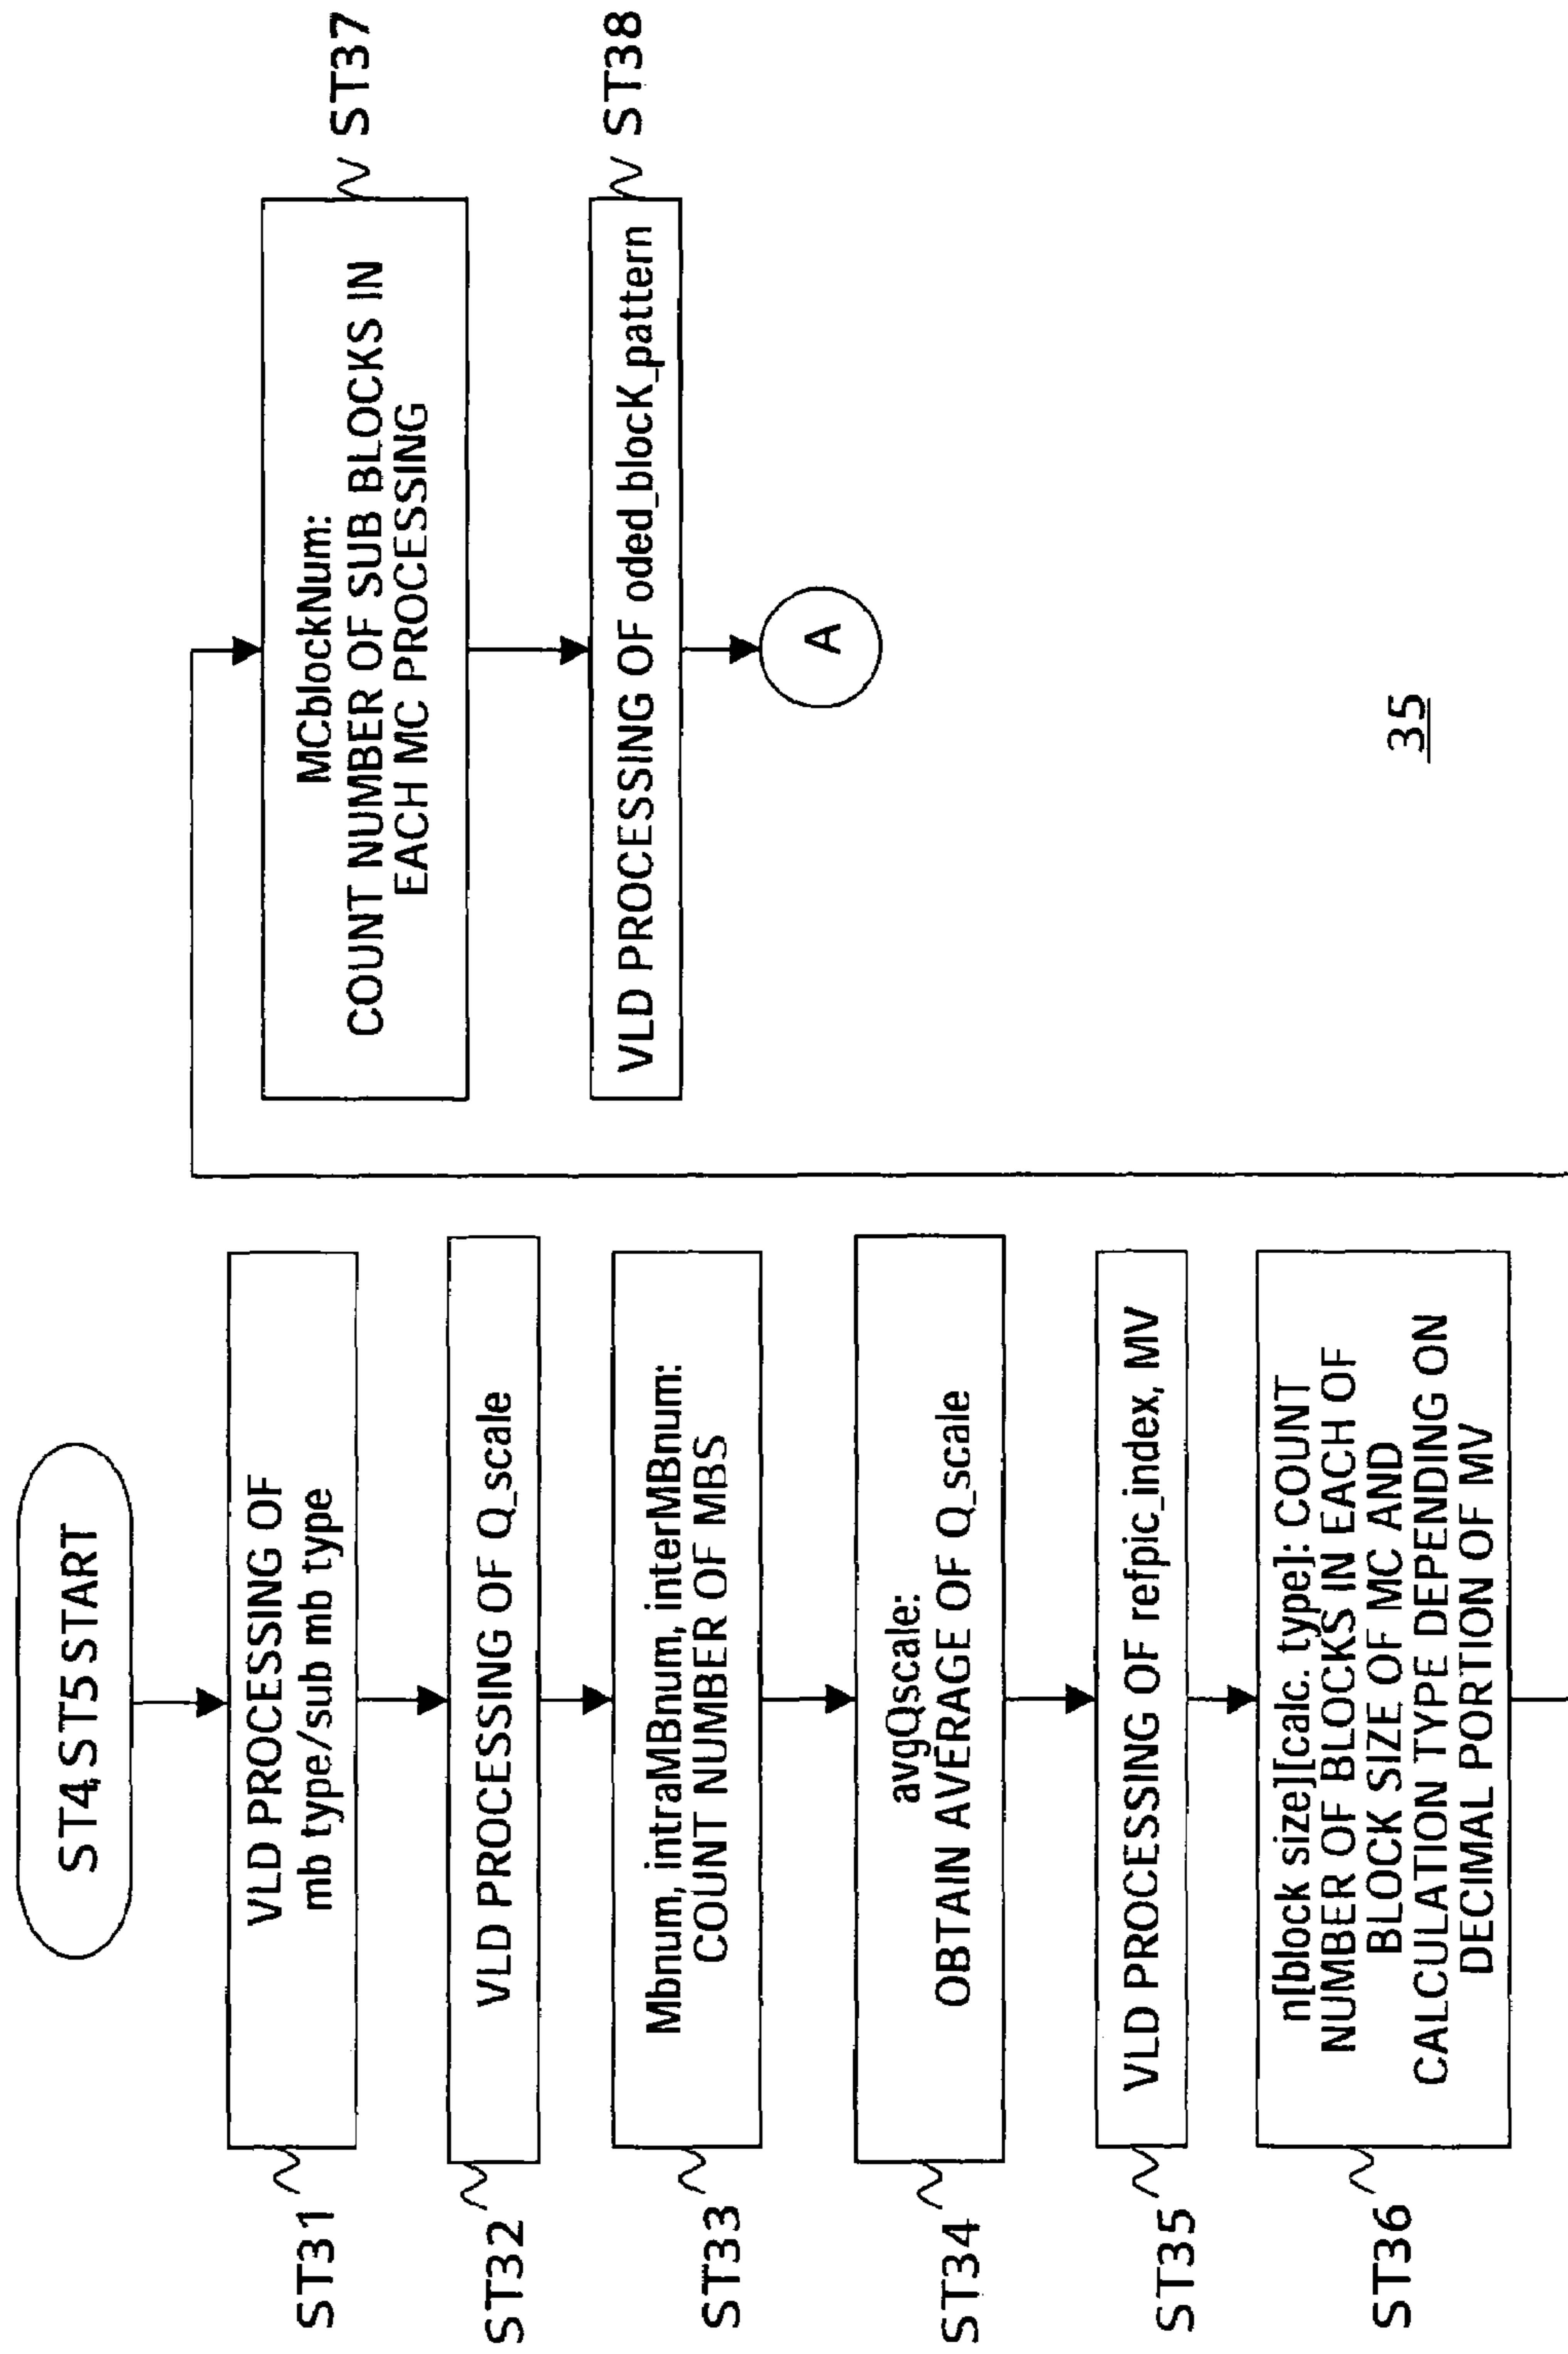 ST4,ST5 START
ST31
VLD PROCESSING OF
mb type/sub mb type
ST32
VLD PROCESSING OF Q_scale
ST33
Mbnum, intraMBnum, interMBnum:
COUNT NUMBER OF MBS
ST34
avgQscale:
OBTAIN AVERAGE OF Q_scale
ST35
VLD PROCESSING OF refpic_index, MV
ST36
n[block size][calc. type]: COUNT
NUMBER OF BLOCKS IN EACH OF
BLOCK SIZE OF MC AND
CALCULATION TYPE DEPENDING ON
DECIMAL PORTION OF MV
MCblockNum:
COUNT NUMBER OF SUB BLOCKS IN
EACH MC PROCESSING
ST37
VLD PROCESSING OF oded_blocK_pattern
ST38
A
35